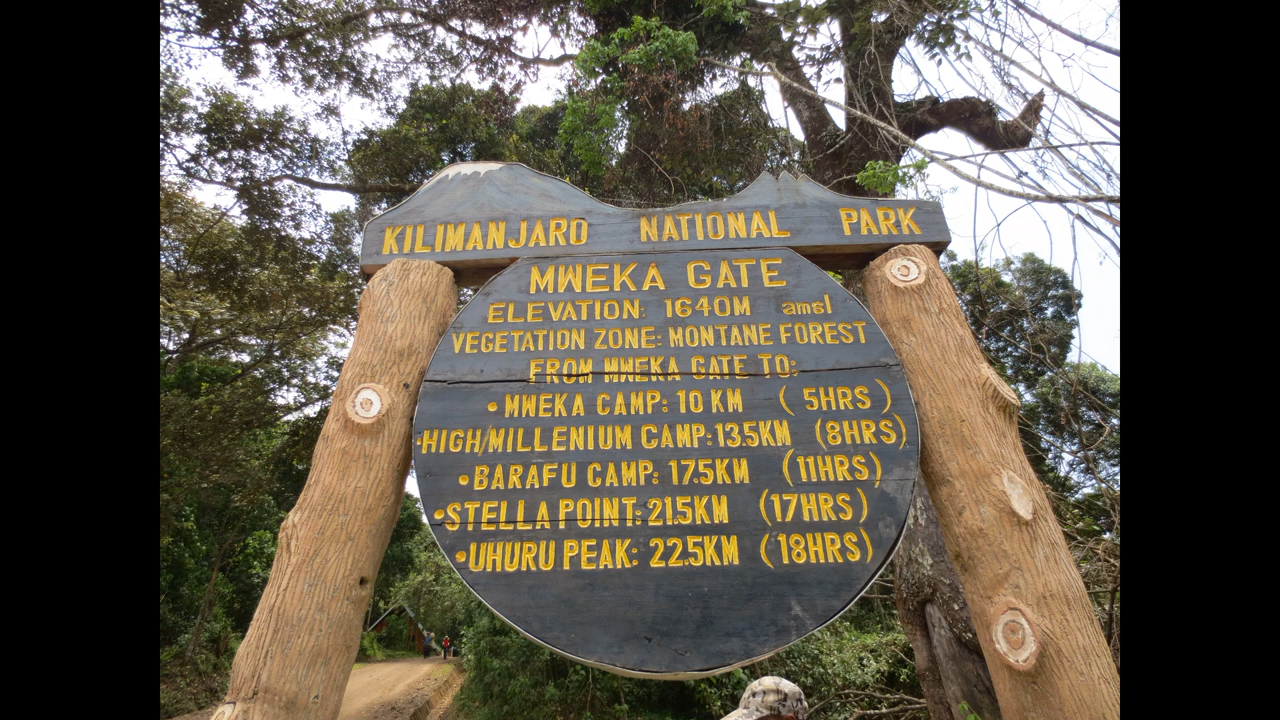 KILIMANJARO NATIONAL PARK
MWEKA GATE
ELEVATION: 1640M amsl
VEGETATION ZONE: MONTANE FOREST
FROM MWEKA GATE TO:
•MWEKA CAMP: 10 KM (5HRS)
•HIGH/MILLENIUM CAMP: 13.5KM (8HRS)
•BARAFU CAMP: 17.5KM (11HRS)
•STELLA POINT: 21.5KM (17HRS)
•UHURU PEAK: 22.5KM (18HRS)